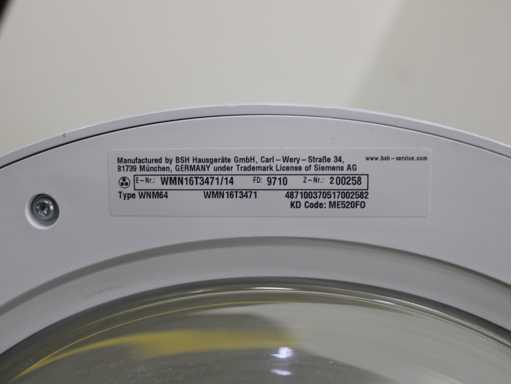 Manufactured by BSH Hausgeräte GmbH, Carl-Wery-Straße 34,
81739 München, GERMANY under Trademark License of Siemens AG
www.bsh-service.com
E-Nr.: WMN16T3471/14 FD: 9710 Z-Nr.: 200258
Type WNM64 WMN16T3471 487100370517002582
KD Code: ME520FO